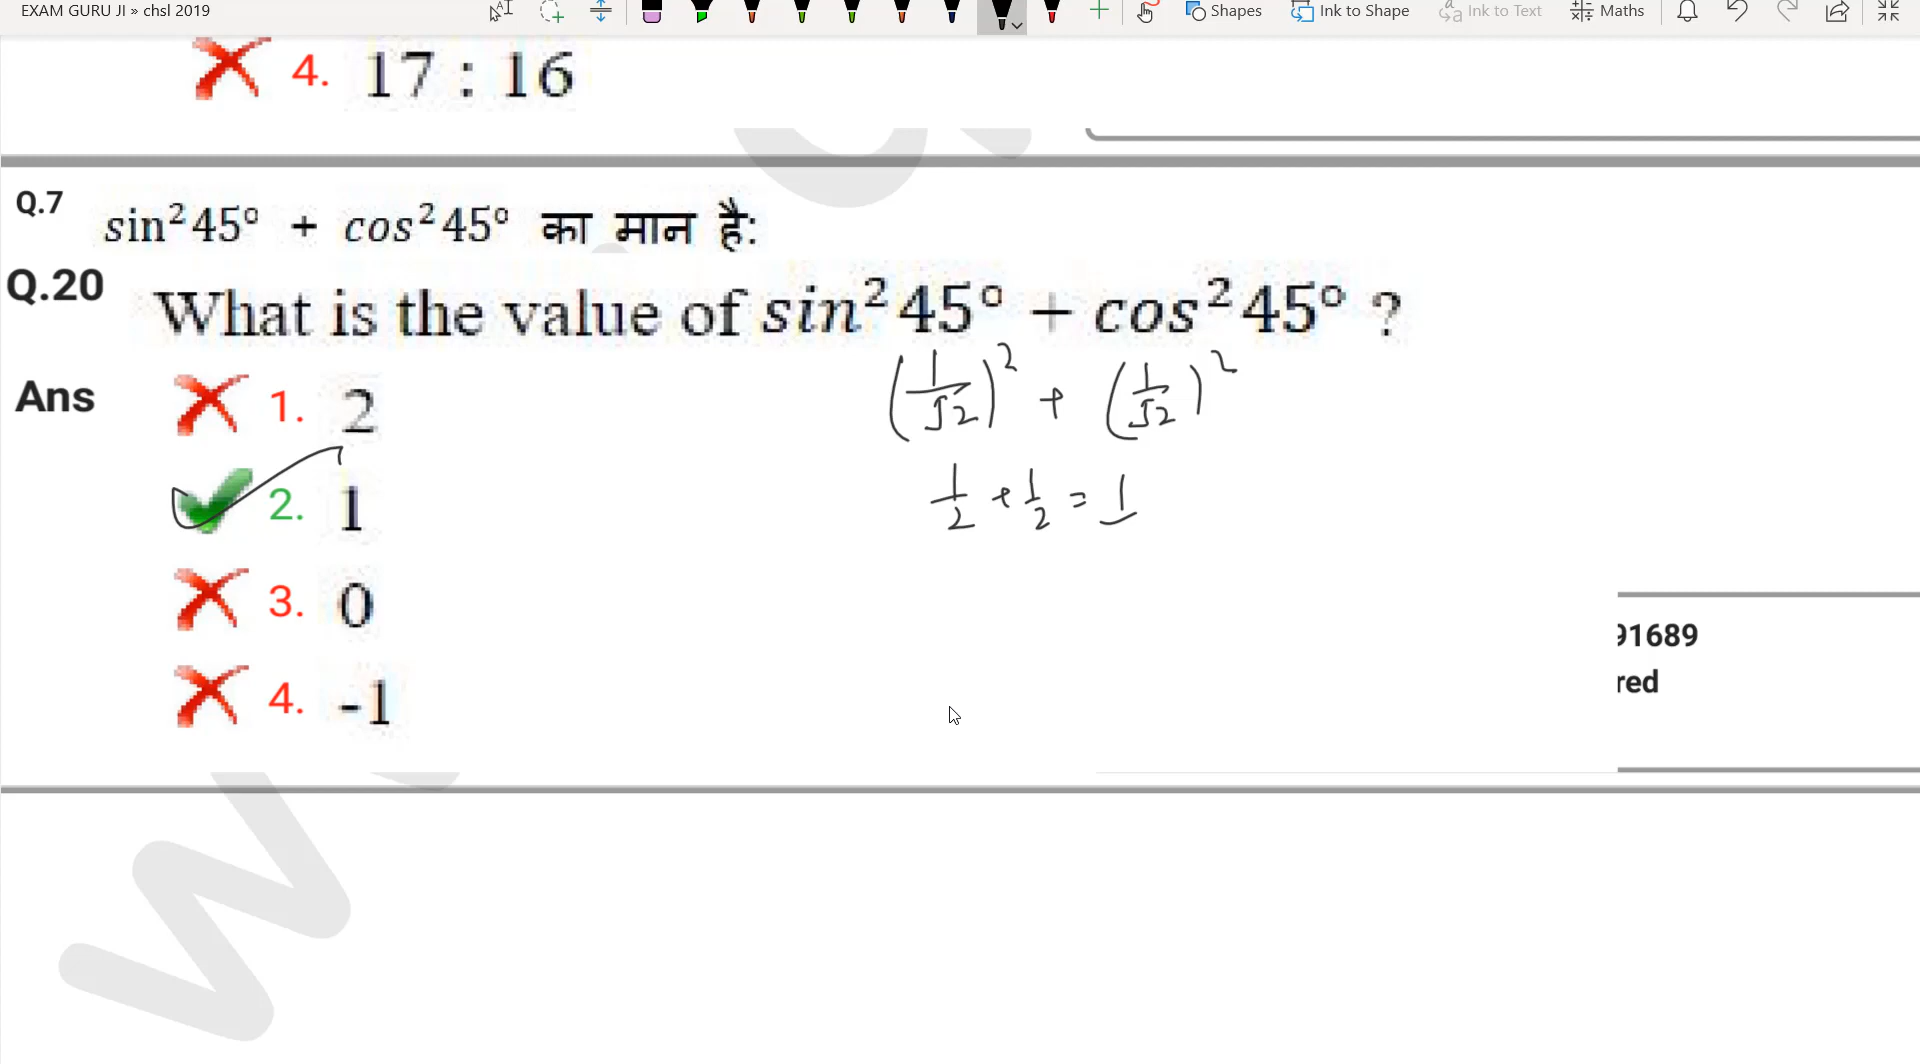 EXAM GURU JI » chsl 2019
Shapes Ink to Shape Ink to Text Maths
4. 17 : 16
Q.7 sin²45° + cos²45° का मान है:
Q.20 What is the value of sin²45° + cos²45° ?
(1/√2)² + (1/√2)²
Ans 1. 2
2. 1
1/2 + 1/2 = 1
3. 0
91689
red
4. -1